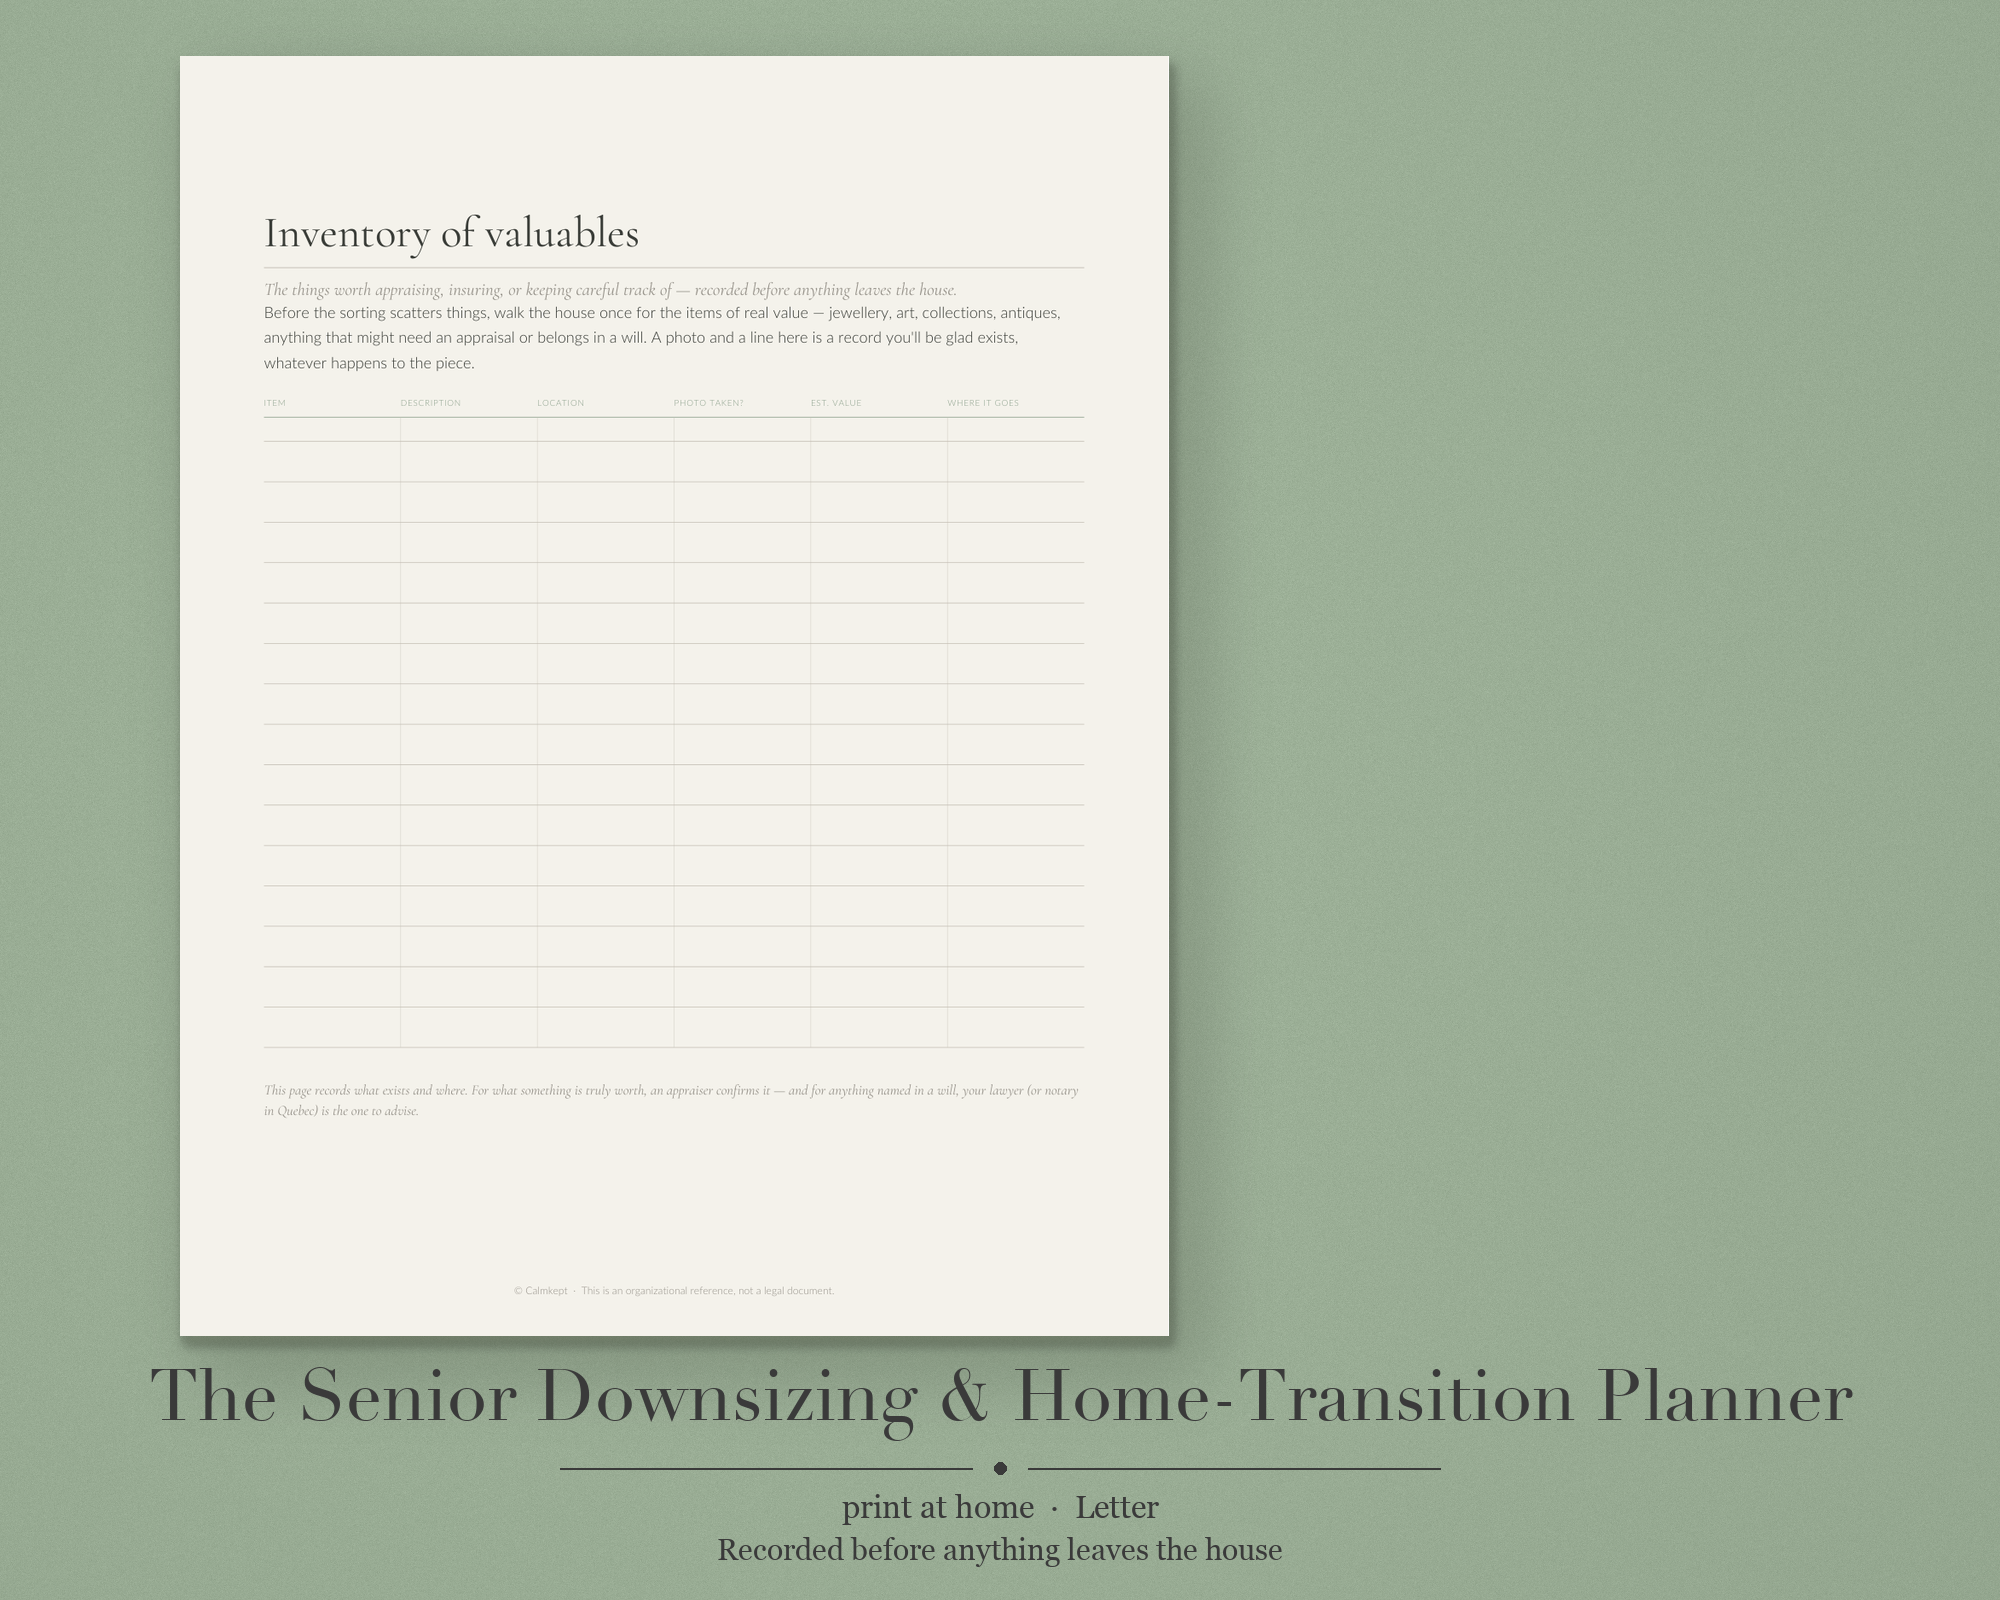 Inventory of valuables
The things worth appraising, insuring, or keeping careful track of — recorded before anything leaves the house.
Before the sorting scatters things, walk the house once for the items of real value — jewellery, art, collections, antiques,
anything that might need an appraisal or belongs in a will. A photo and a line here is a record you'll be glad exists,
whatever happens to the piece.
ITEM DESCRIPTION LOCATION PHOTO TAKEN? EST. VALUE WHERE IT GOES
This page records what exists and where. For what something is truly worth, an appraiser confirms it — and for anything named in a will, your lawyer (or notary
in Quebec) is the one to advise.
© Calmkept · This is an organizational reference, not a legal document.
The Senior Downsizing & Home-Transition Planner
print at home · Letter
Recorded before anything leaves the house